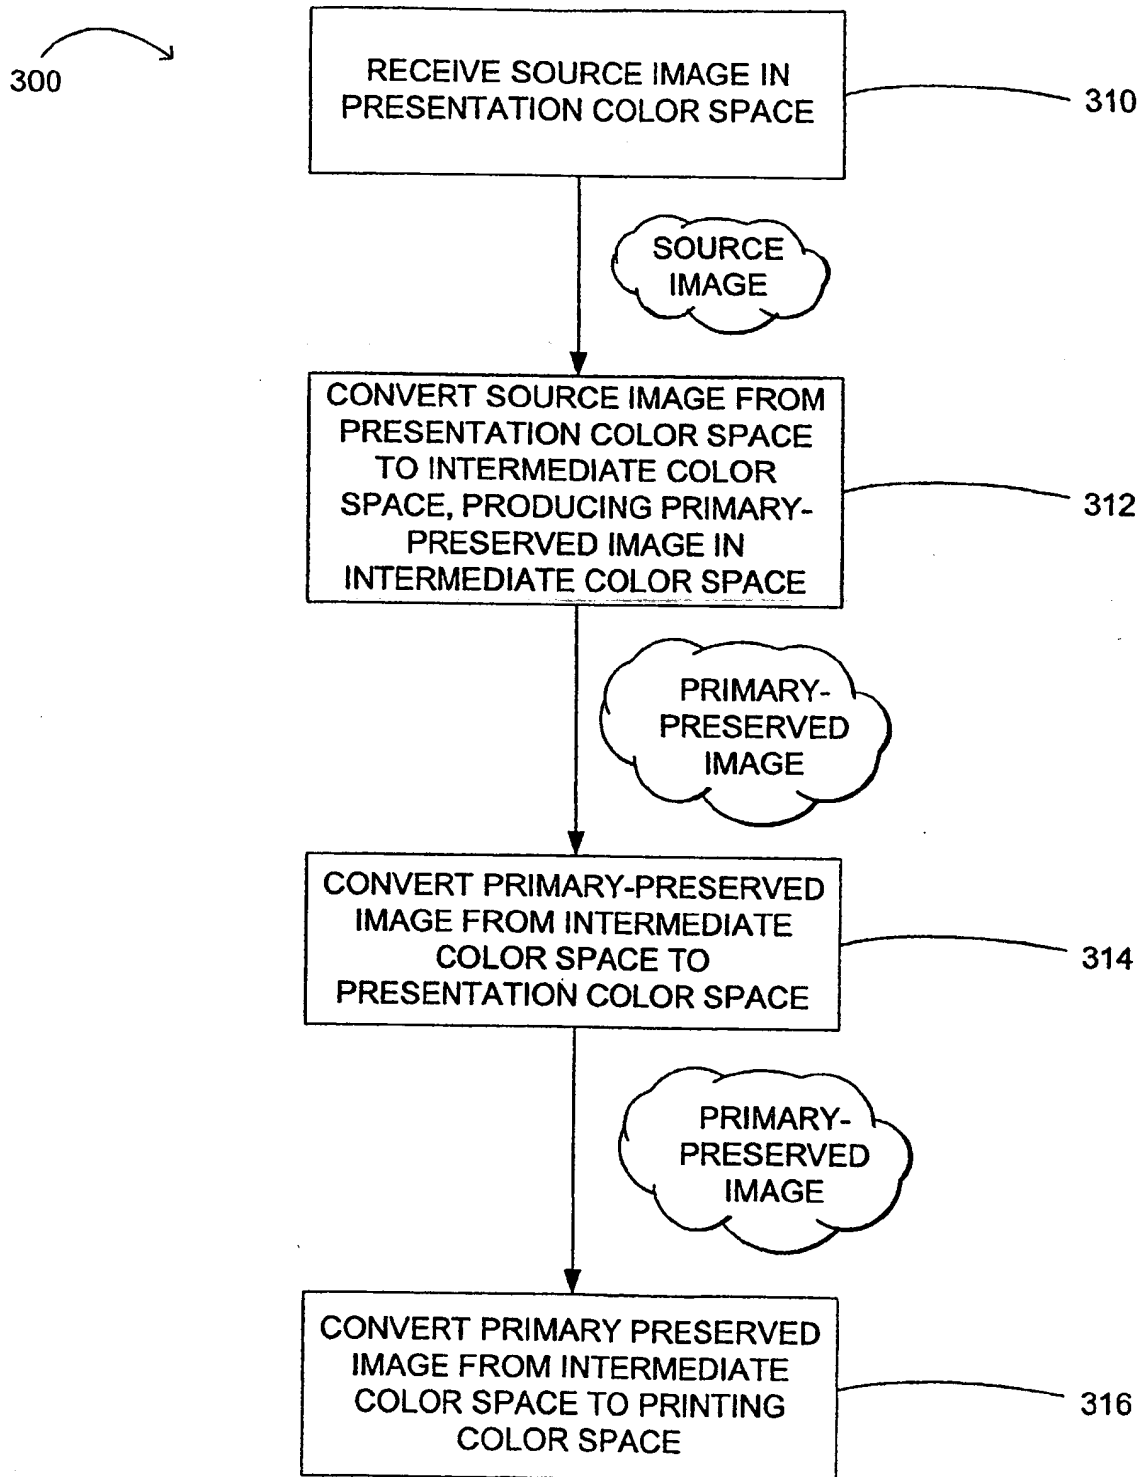 300
RECEIVE SOURCE IMAGE IN
PRESENTATION COLOR SPACE
310
SOURCE
IMAGE
CONVERT SOURCE IMAGE FROM
PRESENTATION COLOR SPACE
TO INTERMEDIATE COLOR
SPACE, PRODUCING PRIMARY-
PRESERVED IMAGE IN
INTERMEDIATE COLOR SPACE
312
PRIMARY-
PRESERVED
IMAGE
CONVERT PRIMARY-PRESERVED
IMAGE FROM INTERMEDIATE
COLOR SPACE TO
PRESENTATION COLOR SPACE
314
PRIMARY-
PRESERVED
IMAGE
CONVERT PRIMARY PRESERVED
IMAGE FROM INTERMEDIATE
COLOR SPACE TO PRINTING
COLOR SPACE
316